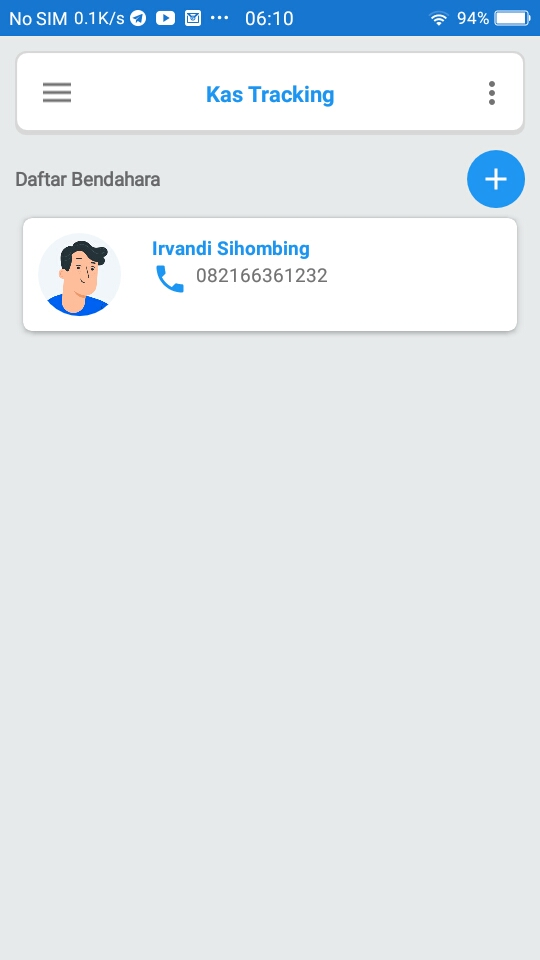 No SIM 0.1K/s 06:10 94%
Kas Tracking
Daftar Bendahara
Irvandi Sihombing
082166361232